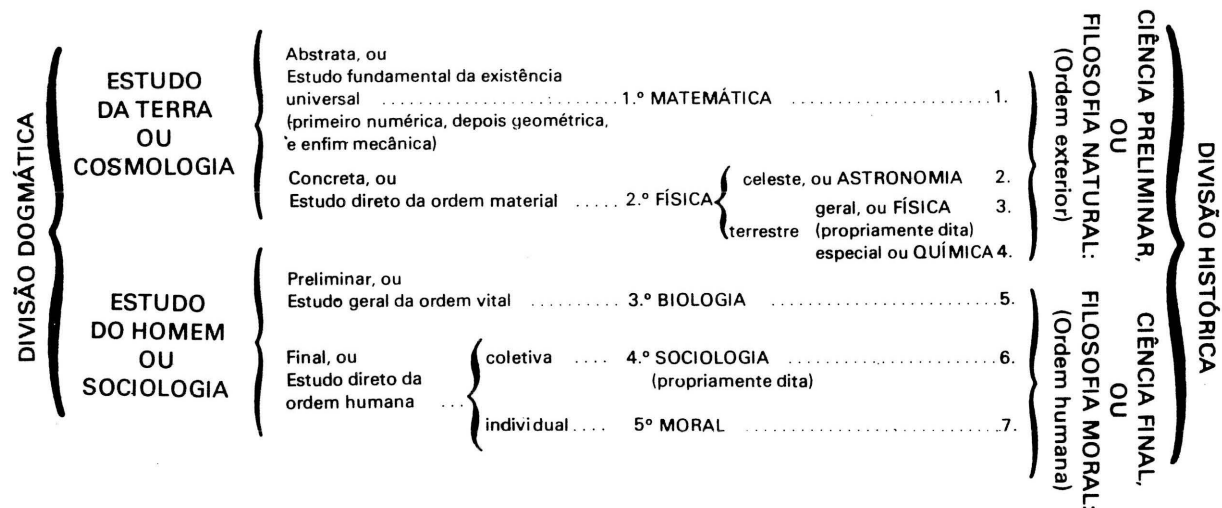 DIVISÃO DOGMÁTICA
ESTUDO
DA TERRA
OU
COSMOLOGIA
Abstrata, ou
Estudo fundamental da existência
universal ........................ 1.º MATEMÁTICA ........................ 1.
(primeiro numérica, depois geométrica,
e enfim mecânica)
Concreta, ou
Estudo direto da ordem material ..... 2.º FÍSICA
celeste, ou ASTRONOMIA 2.
geral, ou FÍSICA 3.
terrestre (propriamente dita)
especial ou QUÍMICA 4.
ESTUDO
DO HOMEM
OU
SOCIOLOGIA
Preliminar, ou
Estudo geral da ordem vital .......... 3.º BIOLOGIA ........................ 5.
Final, ou
Estudo direto da
ordem humana ...
coletiva .... 4.º SOCIOLOGIA ........................ 6.
(propriamente dita)
individual .... 5º MORAL ........................ 7.
CIÊNCIA PRELIMINAR,
OU
FILOSOFIA NATURAL:
(Ordem exterior)
CIÊNCIA FINAL,
OU
FILOSOFIA MORAL:
(Ordem humana)
DIVISÃO HISTÓRICA